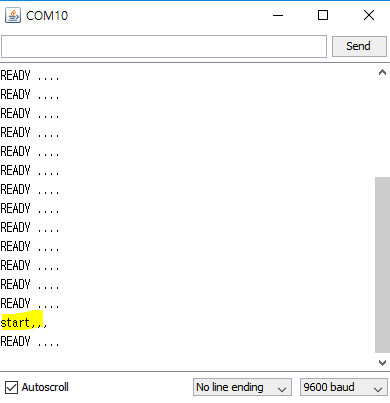 COM10
Send
READY ....
READY ....
READY ....
READY ....
READY ....
READY ....
READY ....
READY ....
READY ....
READY ....
READY ....
READY ....
READY ....
start,,,
READY ....
Autoscroll
No line ending
9600 baud